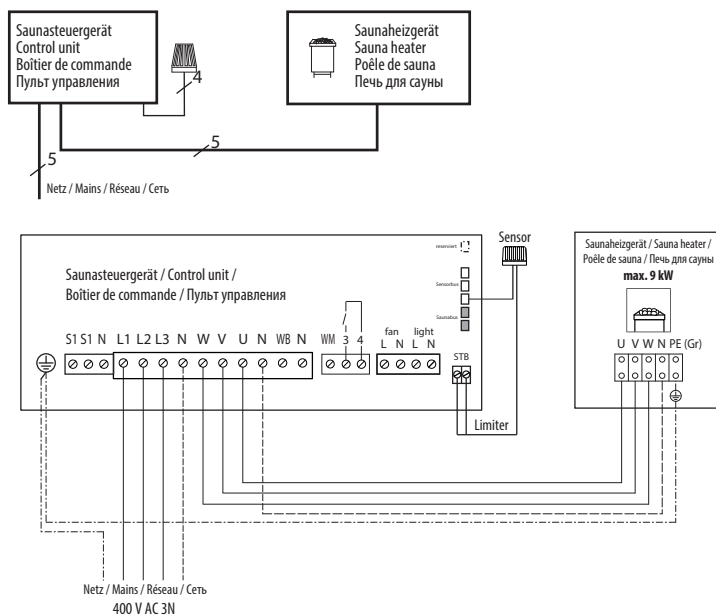 Saunasteuergerät
Control unit
Boîtier de commande
Пульт управления
4
Saunaheizgerät
Sauna heater
Poêle de sauna
Печь для сауны
5
5
Netz / Mains / Réseau / Сеть
reserviert
Sensor
Saunasteuergerät / Control unit /
Boîtier de commande / Пульт управления
Sensorbus
Saunabus
S1 S1 N L1 L2 L3 N W V U N WB N
WM 3 4
fan light
L N L N
STB
Limiter
Saunaheizgerät / Sauna heater /
Poêle de sauna / Печь для сауны
max. 9 kW
U V W N PE (Gr)
Netz / Mains / Réseau / Сеть
400 V AC 3N